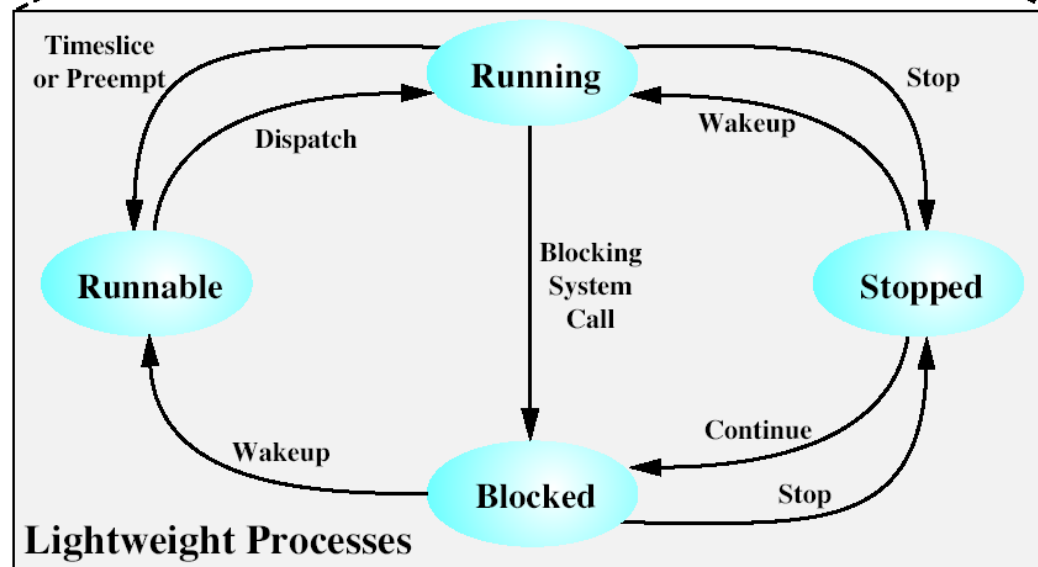 Timeslice
or Preempt
Running
Stop
Wakeup
Dispatch
Blocking
System
Call
Runnable
Stopped
Continue
Wakeup
Stop
Blocked
Lightweight Processes